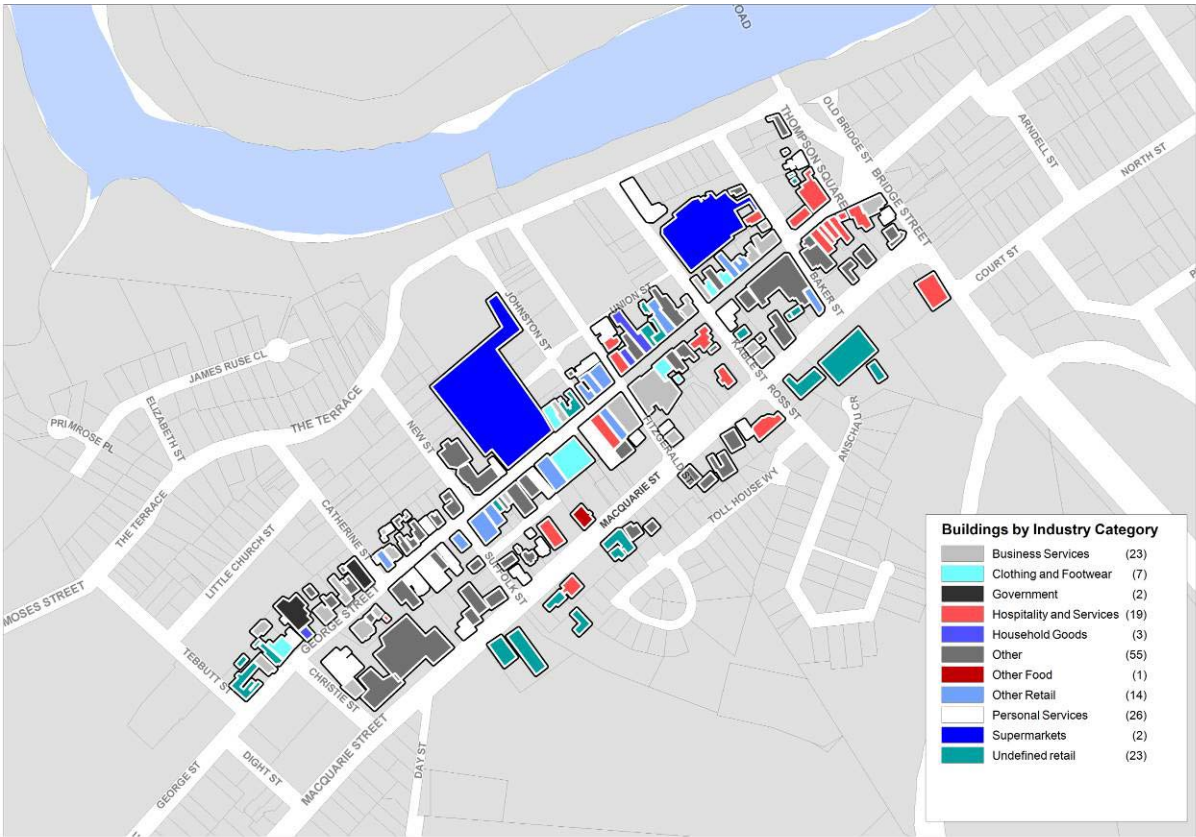 ROAD
THOMPSON SQUARE
OLD BRIDGE ST
BRIDGE STREET
ARNDELL ST
NORTH ST
COURT ST
BAKER ST
UNION ST
JOHNSTON ST
KABLE ST
ROSS ST
JAMES RUSE CL
THE TERRACE
ELIZABETH ST
PRIMROSE PL
NEW ST
FITZGERALD ST
ANSCHAU CR
MACQUARIE ST
TOLL HOUSE WY
THE TERRACE
CATHERINE ST
LITTLE CHURCH ST
SUFFOLK ST
MOSES STREET
GEORGE STREET
TEBBUTT ST
CHRISTIE ST
MACQUARIE STREET
DAY ST
DIGHT ST
GEORGE ST
Buildings by Industry Category
Business Services (23)
Clothing and Footwear (7)
Government (2)
Hospitality and Services (19)
Household Goods (3)
Other (55)
Other Food (1)
Other Retail (14)
Personal Services (26)
Supermarkets (2)
Undefined retail (23)